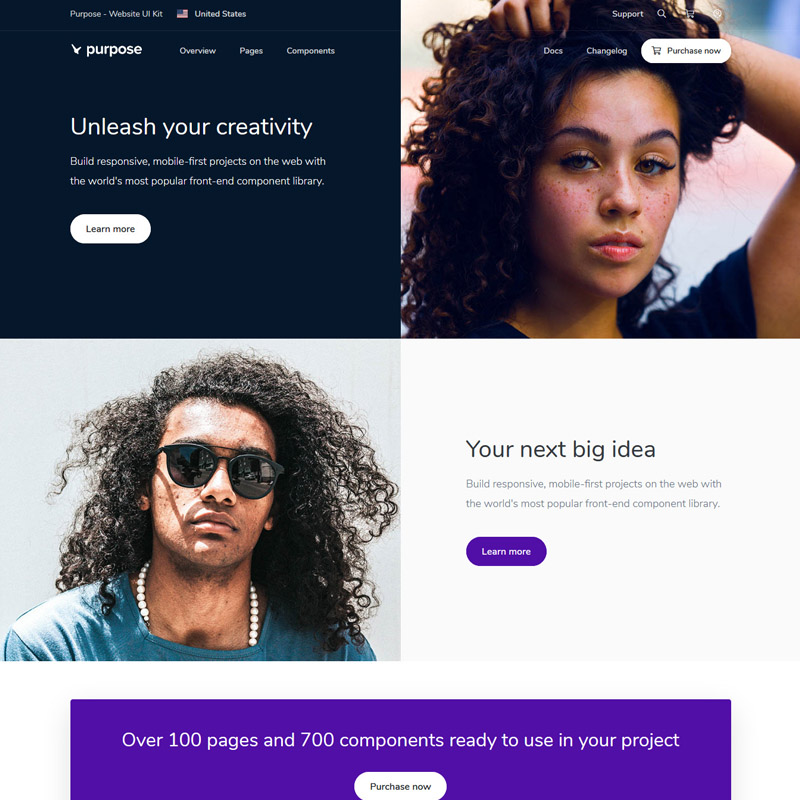 Purpose - Website UI Kit United States Support
purpose Overview Pages Components Docs Changelog Purchase now
Unleash your creativity
Build responsive, mobile-first projects on the web with
the world's most popular front-end component library.
Learn more
Your next big idea
Build responsive, mobile-first projects on the web with
the world's most popular front-end component library.
Learn more
Over 100 pages and 700 components ready to use in your project
Purchase now